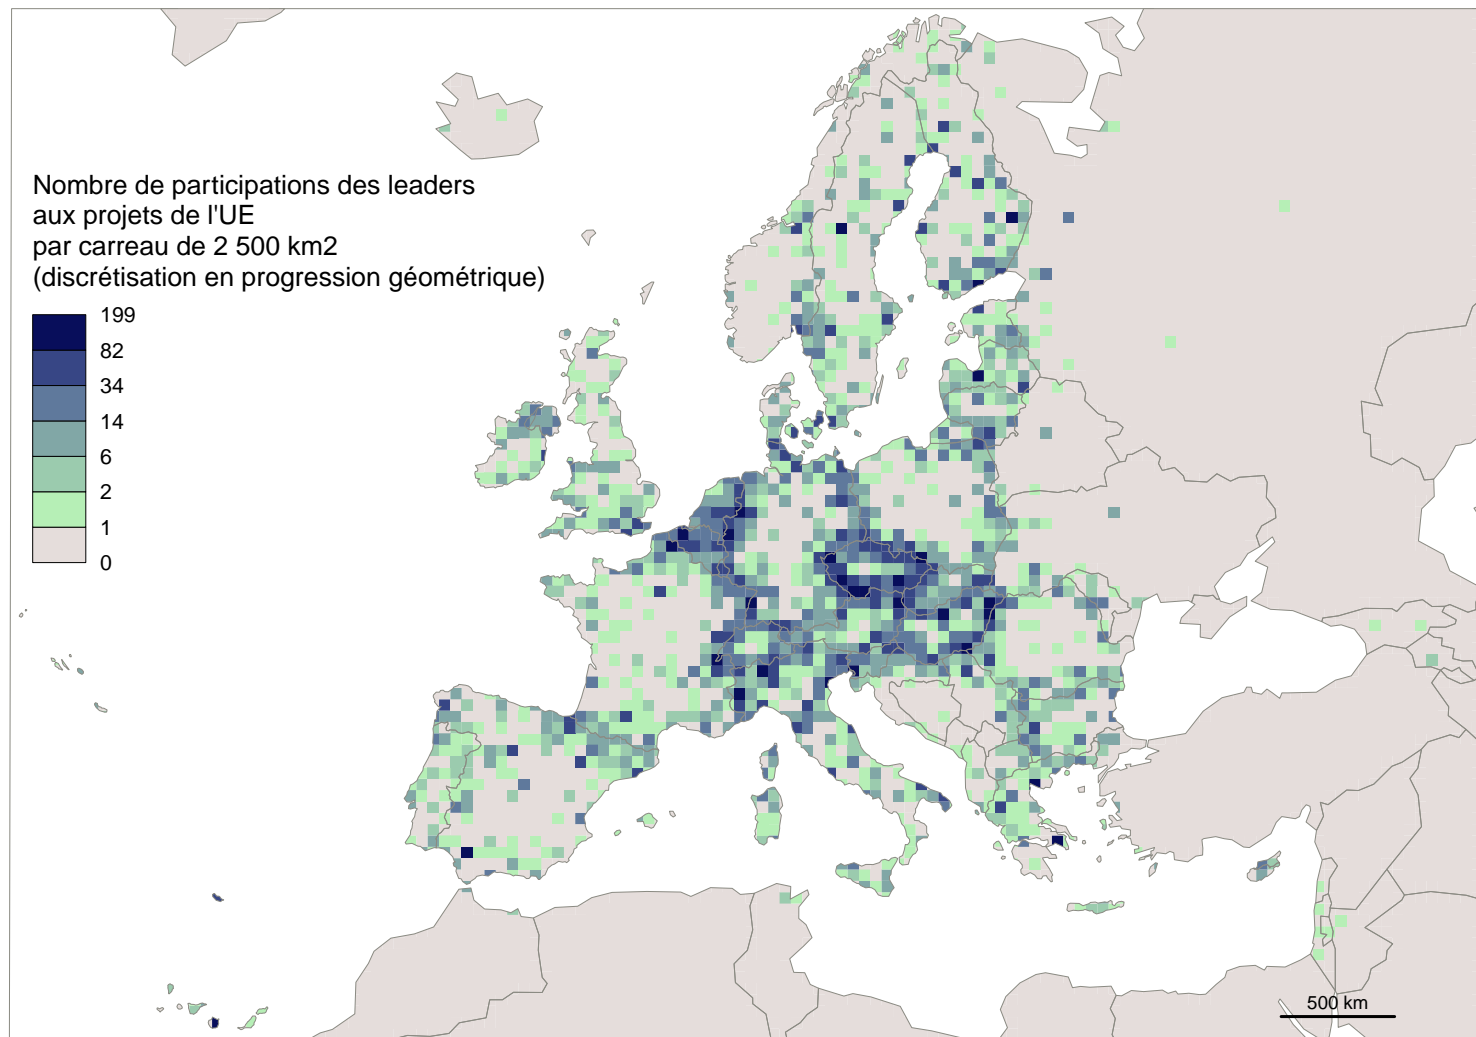 Nombre de participations des leaders
aux projets de l'UE
par carreau de 2 500 km2
(discrétisation en progression géométrique)
199
82
34
14
6
2
1
0
500 km